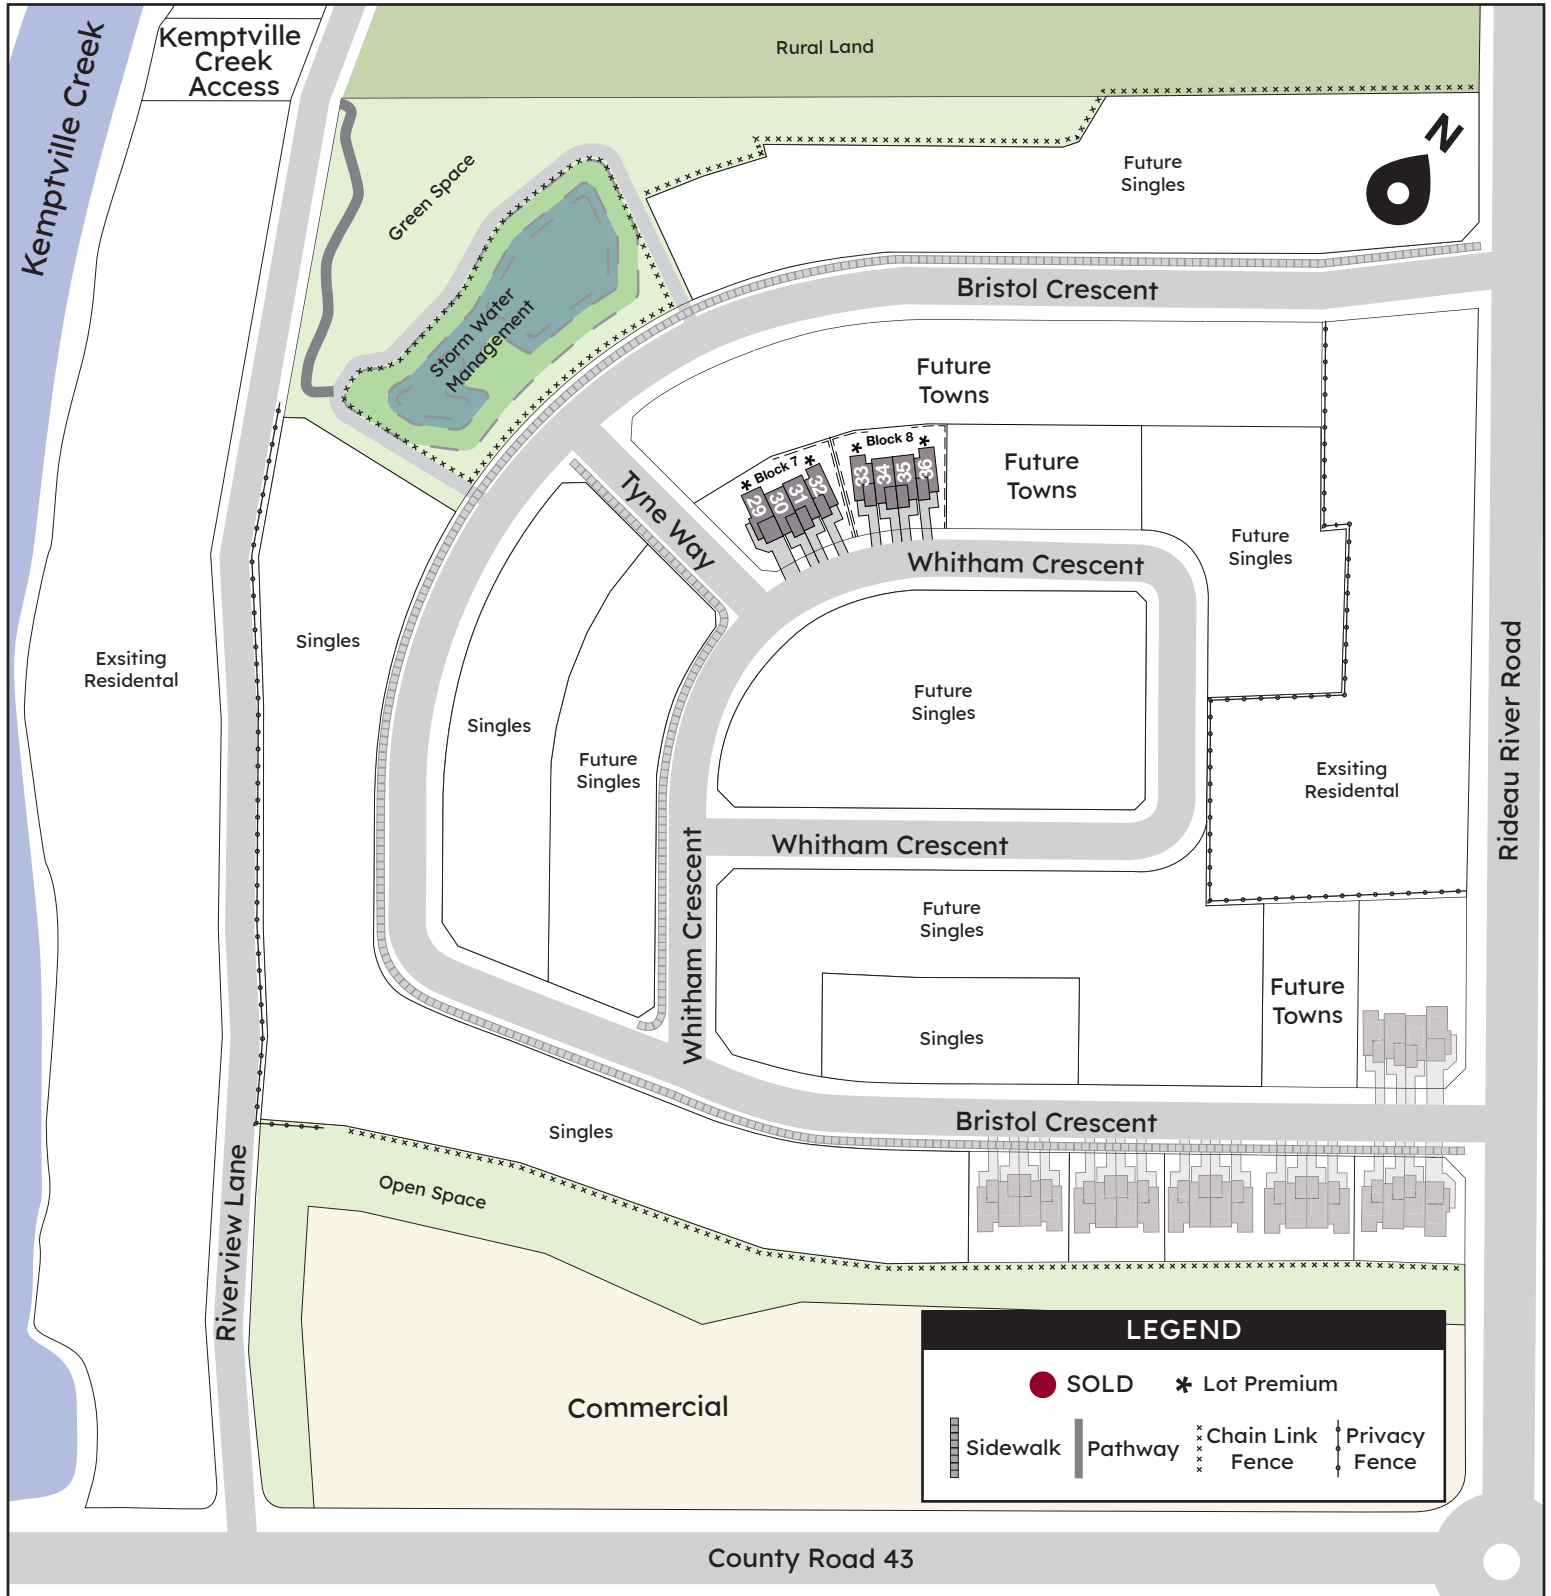 Kemptville
Creek
Access
Rural Land
Kemptville Creek
N
Future
Singles
Green Space
Bristol Crescent
Storm Water
Management
Future
Towns
* Block 7 *
29
30
31
32
* Block 8 *
33
34
35
36
Future
Towns
Tyne Way
Whitham Crescent
Future
Singles
Singles
Exsiting
Residental
Future
Singles
Singles
Future
Singles
Exsiting
Residental
Rideau River Road
Whitham Crescent
Whitham Crescent
Future
Singles
Future
Towns
Singles
Bristol Crescent
Singles
Open Space
Riverview Lane
Commercial
LEGEND
SOLD
* Lot Premium
Sidewalk
Pathway
Chain Link
Fence
Privacy
Fence
County Road 43